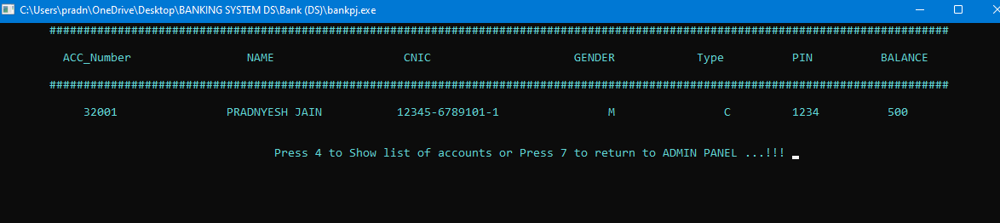 C:\Users\pradn\OneDrive\Desktop\BANKING SYSTEM DS\Bank (DS)\bankpj.exe
####################################################################################################################################
ACC_Number NAME CNIC GENDER Type PIN BALANCE
####################################################################################################################################
32001 PRADNYESH JAIN 12345-6789101-1 M C 1234 500
Press 4 to Show list of accounts or Press 7 to return to ADMIN PANEL ...!!!